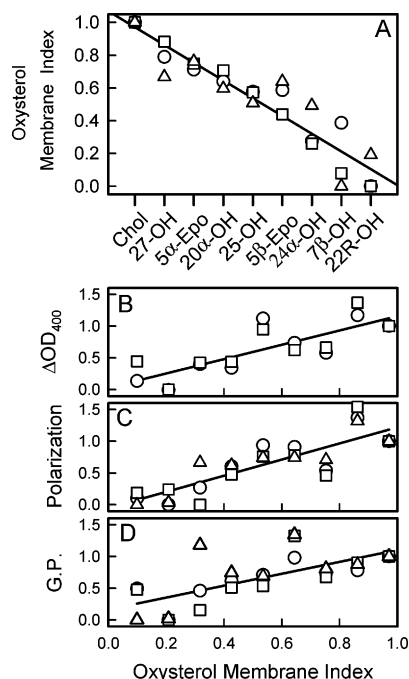 A
Oxysterol
Membrane Index
1.0
0.8
0.6
0.4
0.2
0.0
Chol
27-OH
5α-Epo
20α-OH
25-OH
5β-Epo
24α-OH
7β-OH
22R-OH
B
ΔOD400
1.5
1.0
0.5
0.0
C
Polarization
1.5
1.0
0.5
0.0
D
G.P.
1.5
1.0
0.5
0.0
0.0 0.2 0.4 0.6 0.8 1.0
Oxysterol Membrane Index